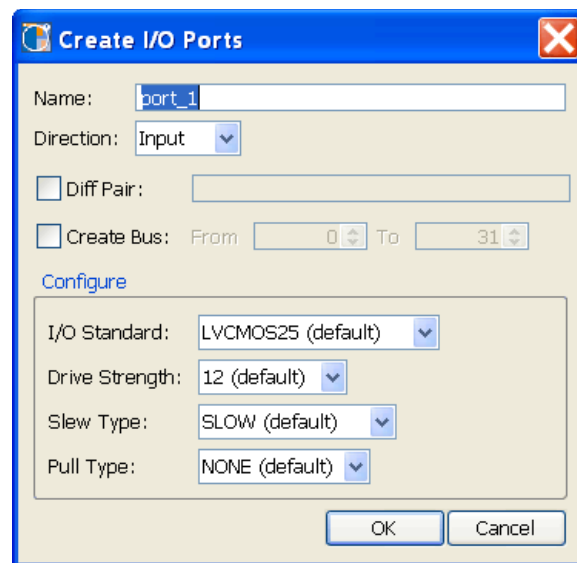 Create I/O Ports
Name: port_1
Direction: Input
Diff Pair:
Create Bus: From 0 To 31
Configure
I/O Standard: LVCMOS25 (default)
Drive Strength: 12 (default)
Slew Type: SLOW (default)
Pull Type: NONE (default)
OK Cancel